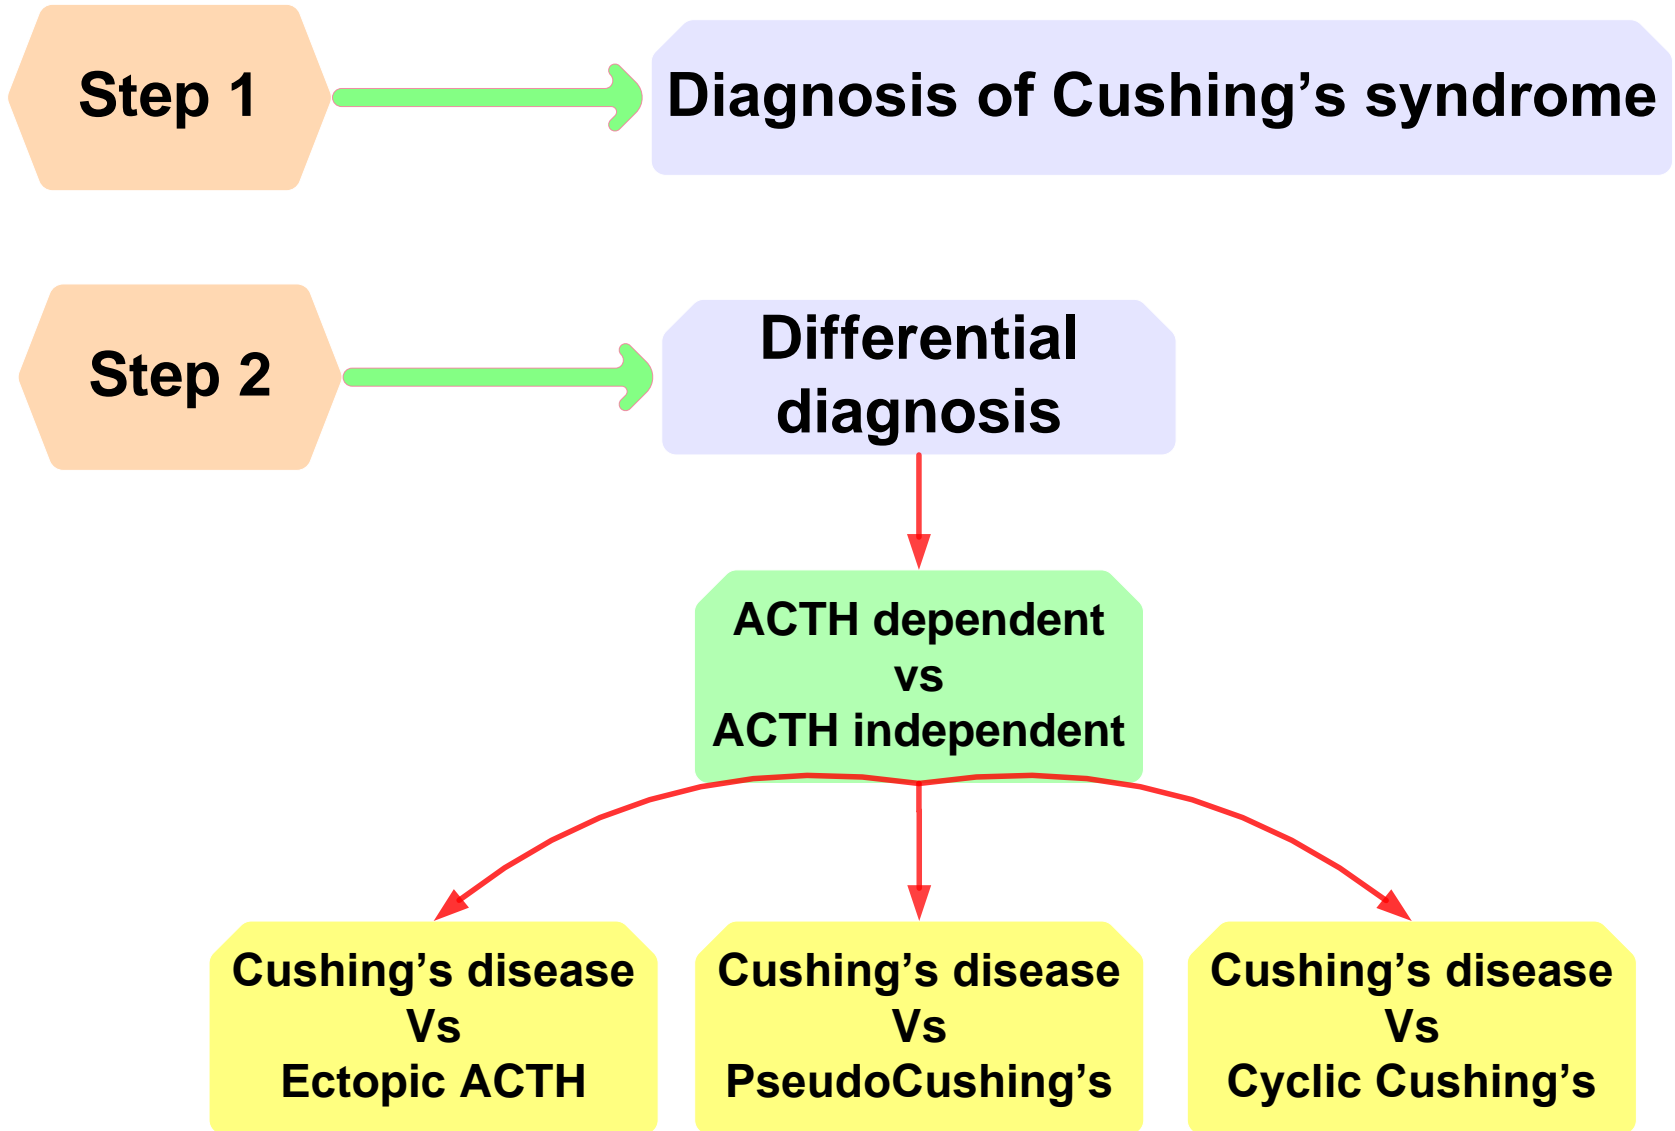 Step 1
Diagnosis of Cushing’s syndrome
Step 2
Differential
diagnosis
ACTH dependent
vs
ACTH independent
Cushing’s disease
Vs
Ectopic ACTH
Cushing’s disease
Vs
PseudoCushing’s
Cushing’s disease
Vs
Cyclic Cushing’s